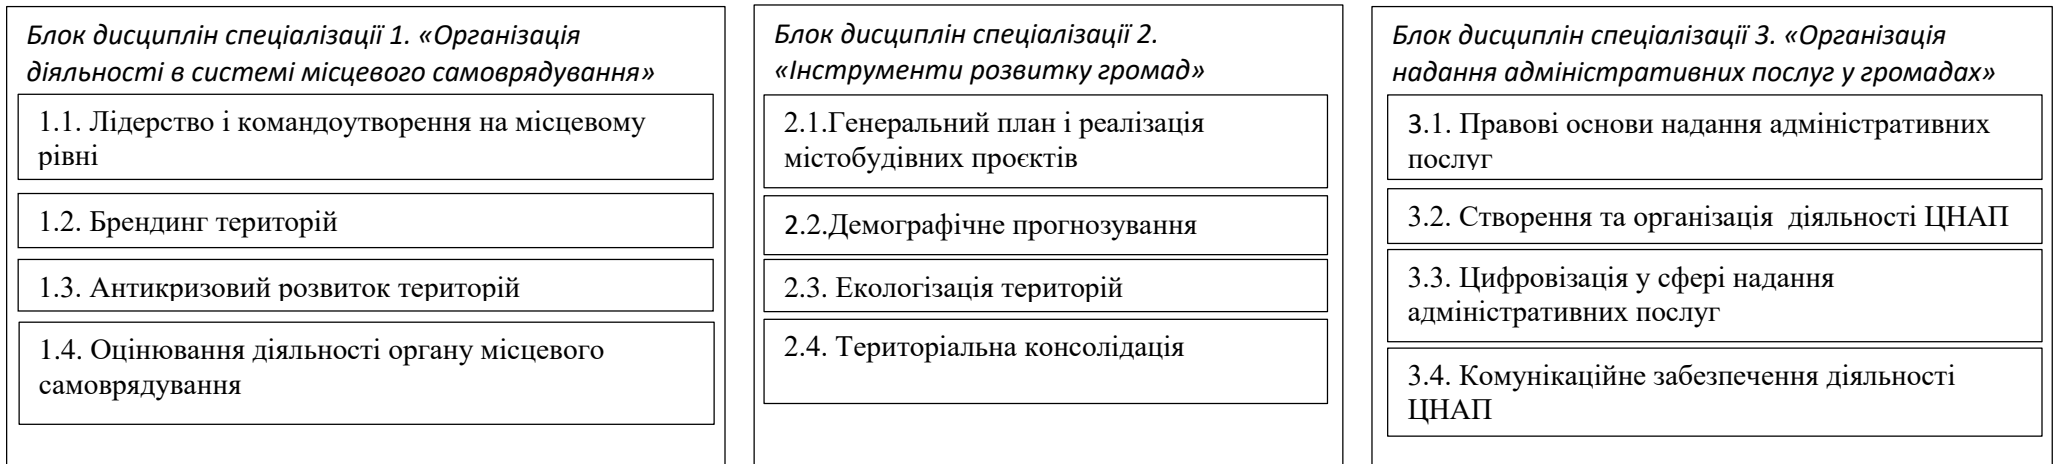 Блок дисциплін спеціалізації 1. «Організація
діяльності в системі місцевого самоврядування»
1.1. Лідерство і командоутворення на місцевому
рівні
1.2. Брендинг територій
1.3. Антикризовий розвиток територій
1.4. Оцінювання діяльності органу місцевого
самоврядування
Блок дисциплін спеціалізації 2.
«Інструменти розвитку громад»
2.1.Генеральний план і реалізація
містобудівних проєктів
2.2.Демографічне прогнозування
2.3. Екологізація територій
2.4. Територіальна консолідація
Блок дисциплін спеціалізації 3. «Організація
надання адміністративних послуг у громадах»
3.1. Правові основи надання адміністративних
послуг
3.2. Створення та організація діяльності ЦНАП
3.3. Цифровізація у сфері надання
адміністративних послуг
3.4. Комунікаційне забезпечення діяльності
ЦНАП